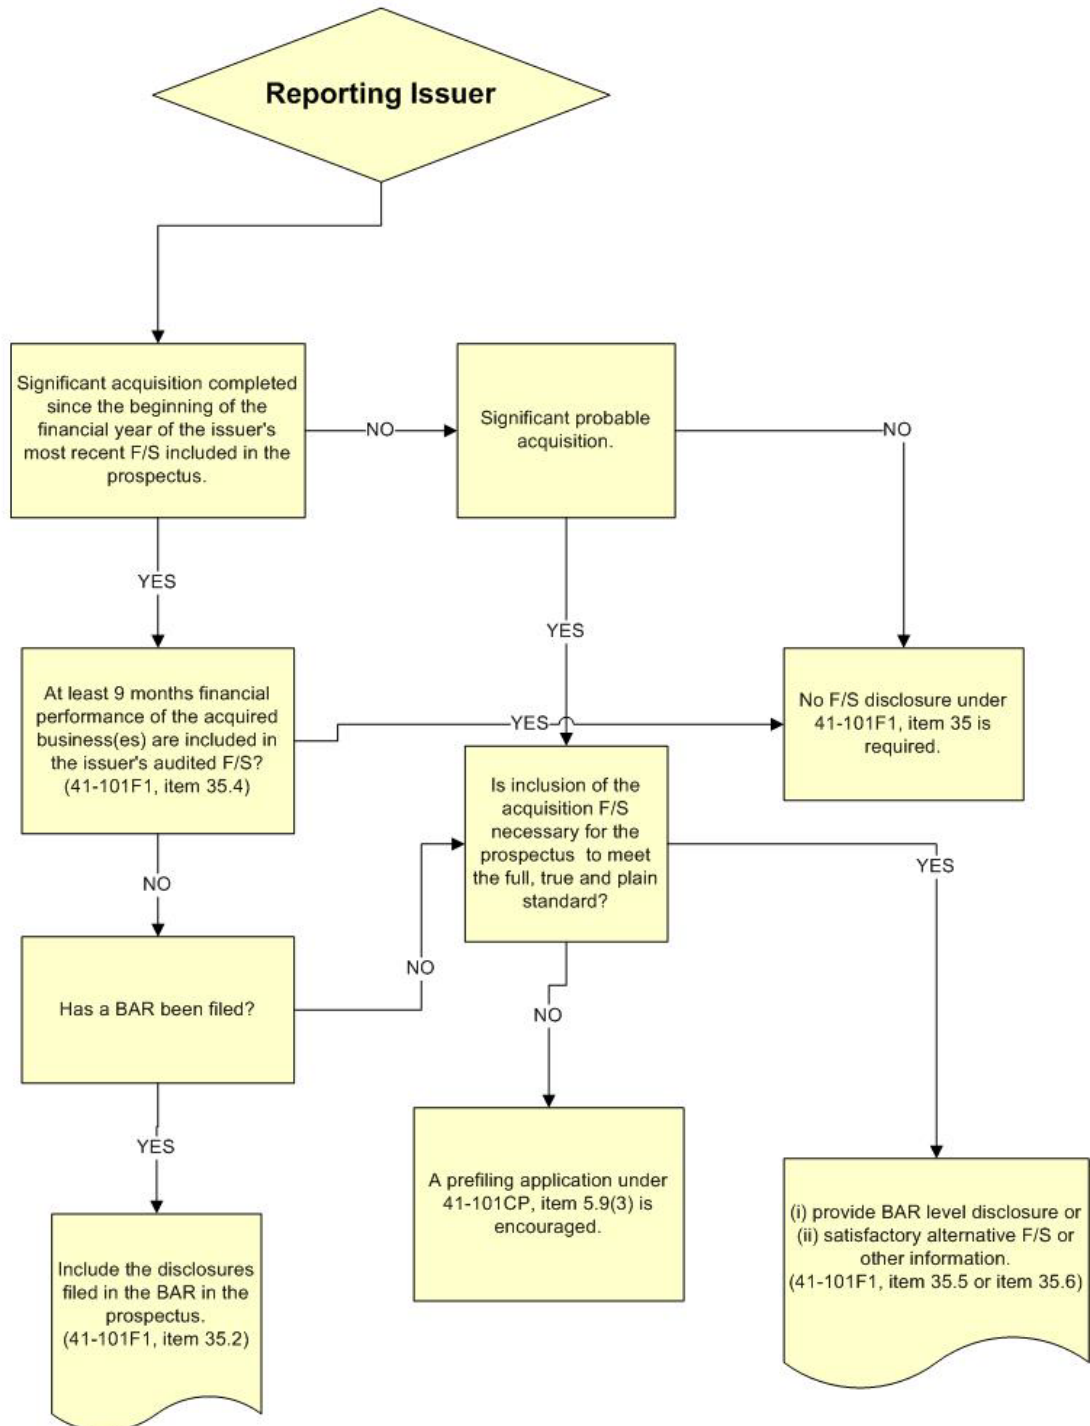 Reporting Issuer
Significant acquisition completed
since the beginning of the
financial year of the issuer's
most recent F/S included in the
prospectus.
NO
Significant probable
acquisition.
NO
YES
YES
At least 9 months financial
performance of the acquired
business(es) are included in
the issuer's audited F/S?
(41-101F1, item 35.4)
YES
No F/S disclosure under
41-101F1, item 35 is
required.
Is inclusion of the
acquisition F/S
necessary for the
prospectus to meet
the full, true and plain
standard?
YES
NO
Has a BAR been filed?
NO
NO
YES
A prefiling application under
41-101CP, item 5.9(3) is
encouraged.
(i) provide BAR level disclosure or
(ii) satisfactory alternative F/S or
other information.
(41-101F1, item 35.5 or item 35.6)
Include the disclosures
filed in the BAR in the
prospectus.
(41-101F1, item 35.2)